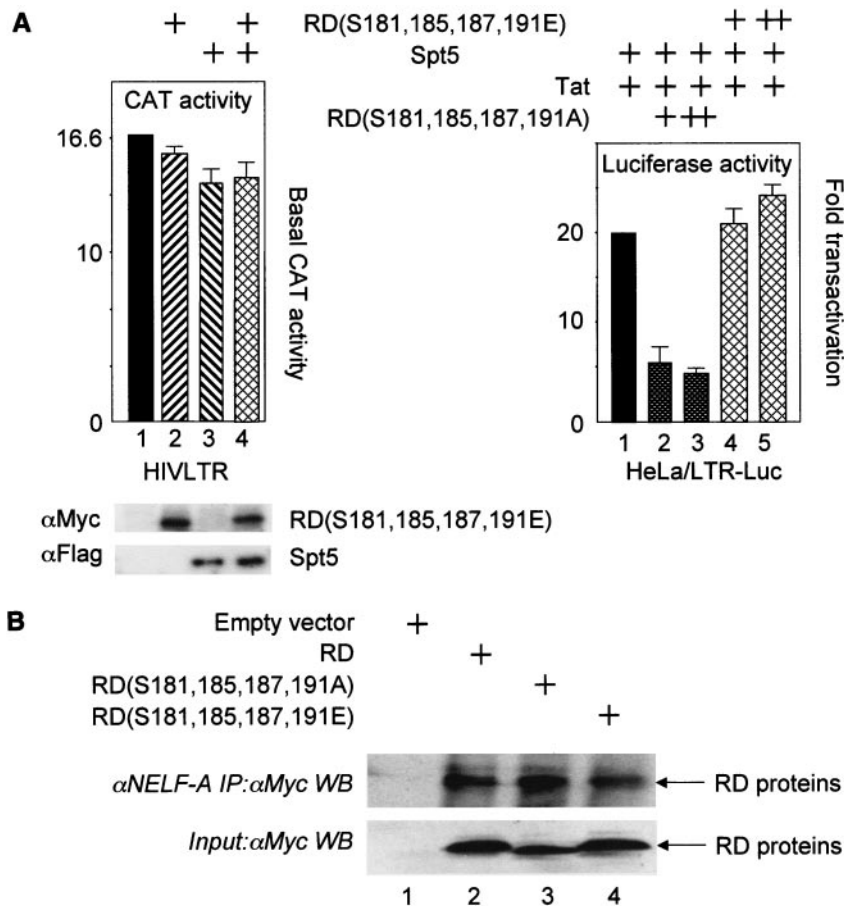 A
+ + RD(S181,185,187,191E) + ++
+ + Spt5 + + + + +
Tat + + + + +
RD(S181,185,187,191A) + ++
CAT activity
16.6
10
0
Basal CAT activity
1 2 3 4
HIVLTR
Luciferase activity
20
10
0
Fold transactivation
1 2 3 4 5
HeLa/LTR-Luc
αMyc RD(S181,185,187,191E)
αFlag Spt5
B
Empty vector +
RD +
RD(S181,185,187,191A) +
RD(S181,185,187,191E) +
αNELF-A IP:αMyc WB RD proteins
Input:αMyc WB RD proteins
1 2 3 4